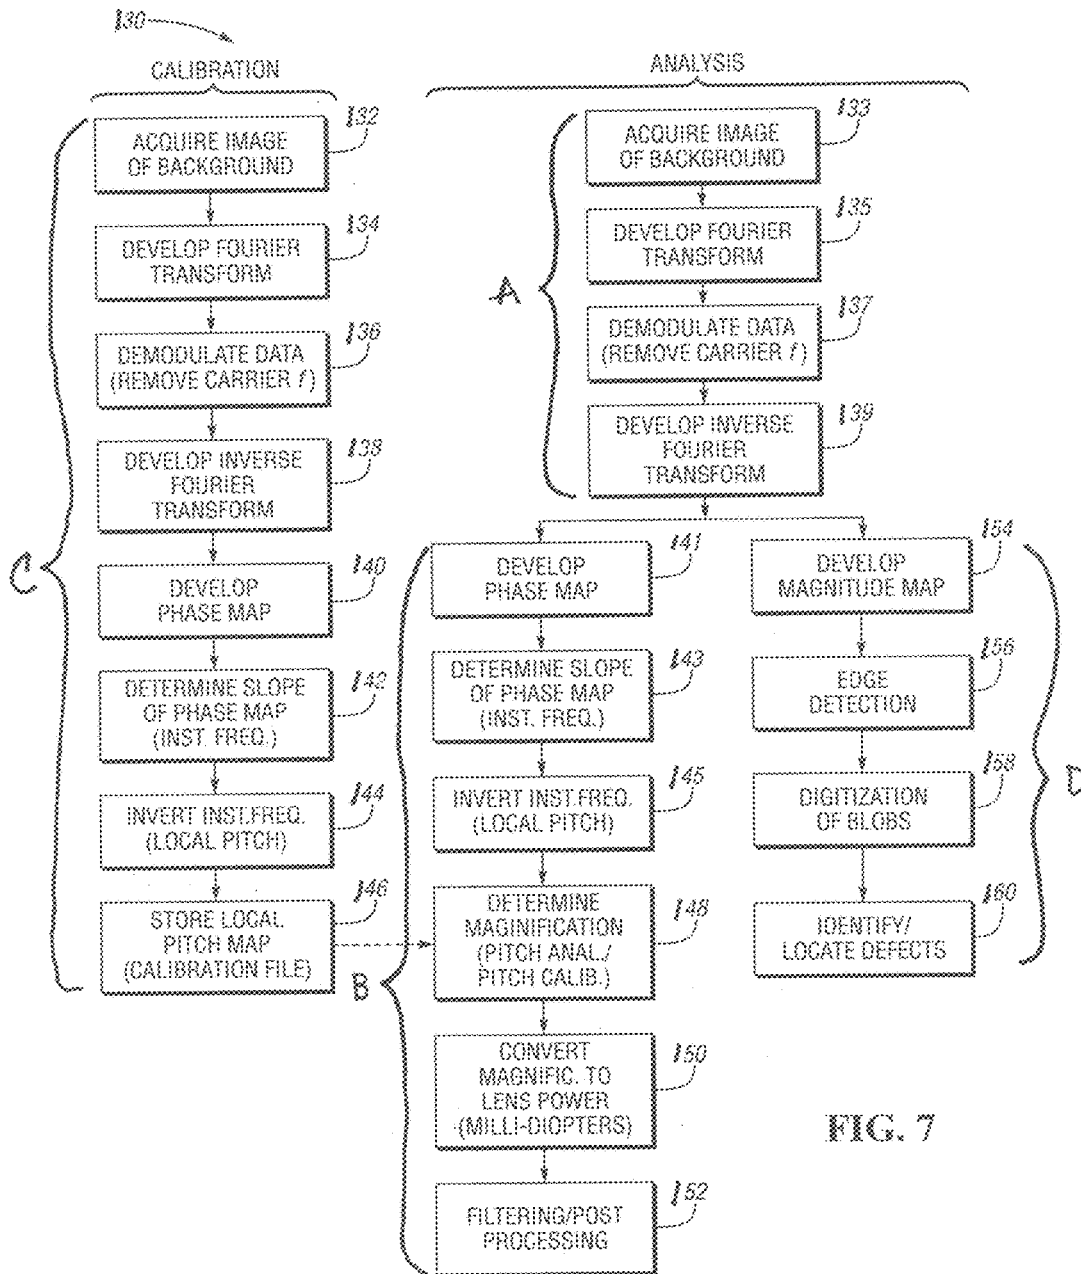 130
CALIBRATION
132
ACQUIRE IMAGE
OF BACKGROUND
134
DEVELOP FOURIER
TRANSFORM
136
DEMODULATE DATA
(REMOVE CARRIER f)
138
DEVELOP INVERSE
FOURIER
TRANSFORM
C
140
DEVELOP
PHASE MAP
142
DETERMINE SLOPE
OF PHASE MAP
(INST. FREQ.)
144
INVERT INST.FREQ.
(LOCAL PITCH)
146
STORE LOCAL
PITCH MAP
(CALIBRATION FILE)
ANALYSIS
133
ACQUIRE IMAGE
OF BACKGROUND
135
DEVELOP FOURIER
TRANSFORM
A
137
DEMODULATE DATA
(REMOVE CARRIER f)
139
DEVELOP INVERSE
FOURIER
TRANSFORM
141
DEVELOP
PHASE MAP
143
DETERMINE SLOPE
OF PHASE MAP
(INST. FREQ.)
145
INVERT INST.FREQ.
(LOCAL PITCH)
148
DETERMINE
MAGINIFICATION
(PITCH ANAL./
PITCH CALIB.)
B
150
CONVERT
MAGNIFIC. TO
LENS POWER
(MILLI-DIOPTERS)
152
FILTERING/POST
PROCESSING
154
DEVELOP
MAGNITUDE MAP
156
EDGE
DETECTION
158
DIGITIZATION
OF BLOBS
D
160
IDENTIFY/
LOCATE DEFECTS
FIG. 7